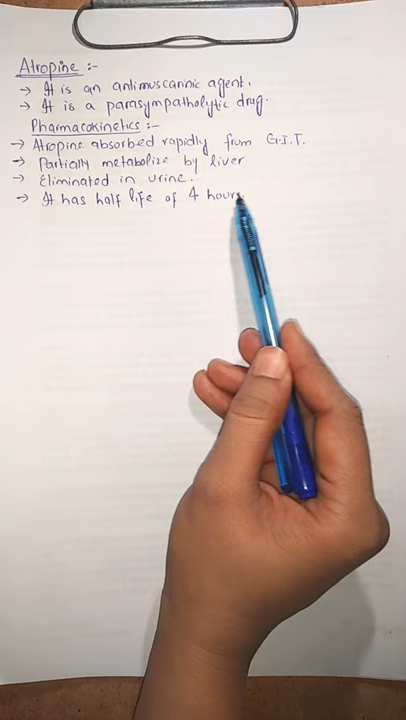 Atropine :-
→ It is an antimuscarinic agent.
→ It is a parasympatholytic drug.
Pharmacokinetics :-
→ Atropine absorbed rapidly from G.I.T.
→ Partially metabolize by liver
→ Eliminated in urine.
→ It has half life of 4 hours.